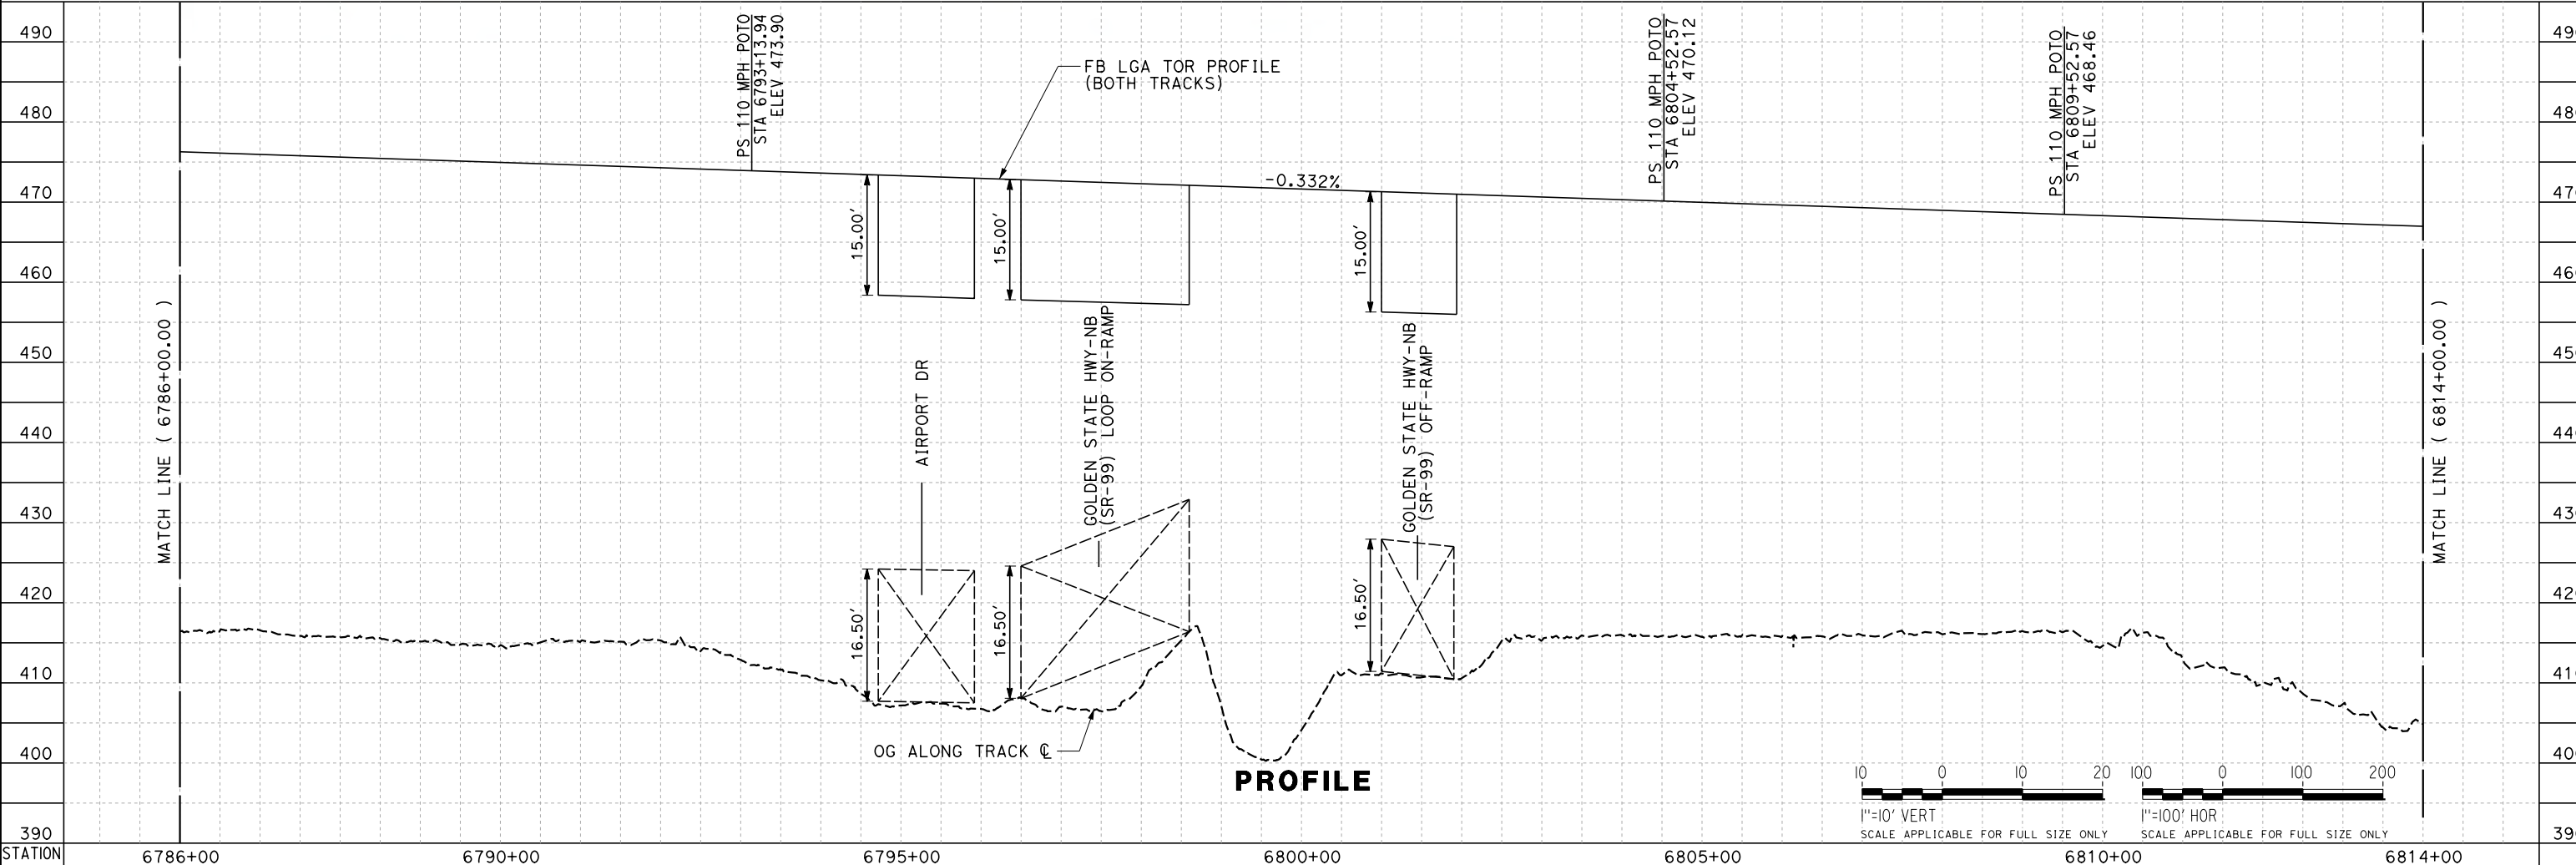 490
480
470
460
450
440
430
420
410
400
390
STATION
MATCH LINE ( 6786+00.00 )
PS 110 MPH POTO
STA 6793+13.94
ELEV 473.90
FB LGA TOR PROFILE
(BOTH TRACKS)
-0.332%
PS 110 MPH POTO
STA 6804+52.57
ELEV 470.12
PS 110 MPH POTO
STA 6809+52.57
ELEV 468.46
15.00'
15.00'
15.00'
AIRPORT DR
GOLDEN STATE HWY-NB
(SR-99) LOOP ON-RAMP
GOLDEN STATE HWY-NB
(SR-99) OFF-RAMP
16.50'
16.50'
16.50'
OG ALONG TRACK ℄
PROFILE
MATCH LINE ( 6814+00.00 )
10 0 10 20
1"=10' VERT
SCALE APPLICABLE FOR FULL SIZE ONLY
100 0 100 200
1"=100' HOR
SCALE APPLICABLE FOR FULL SIZE ONLY
6786+00 6790+00 6795+00 6800+00 6805+00 6810+00 6814+00